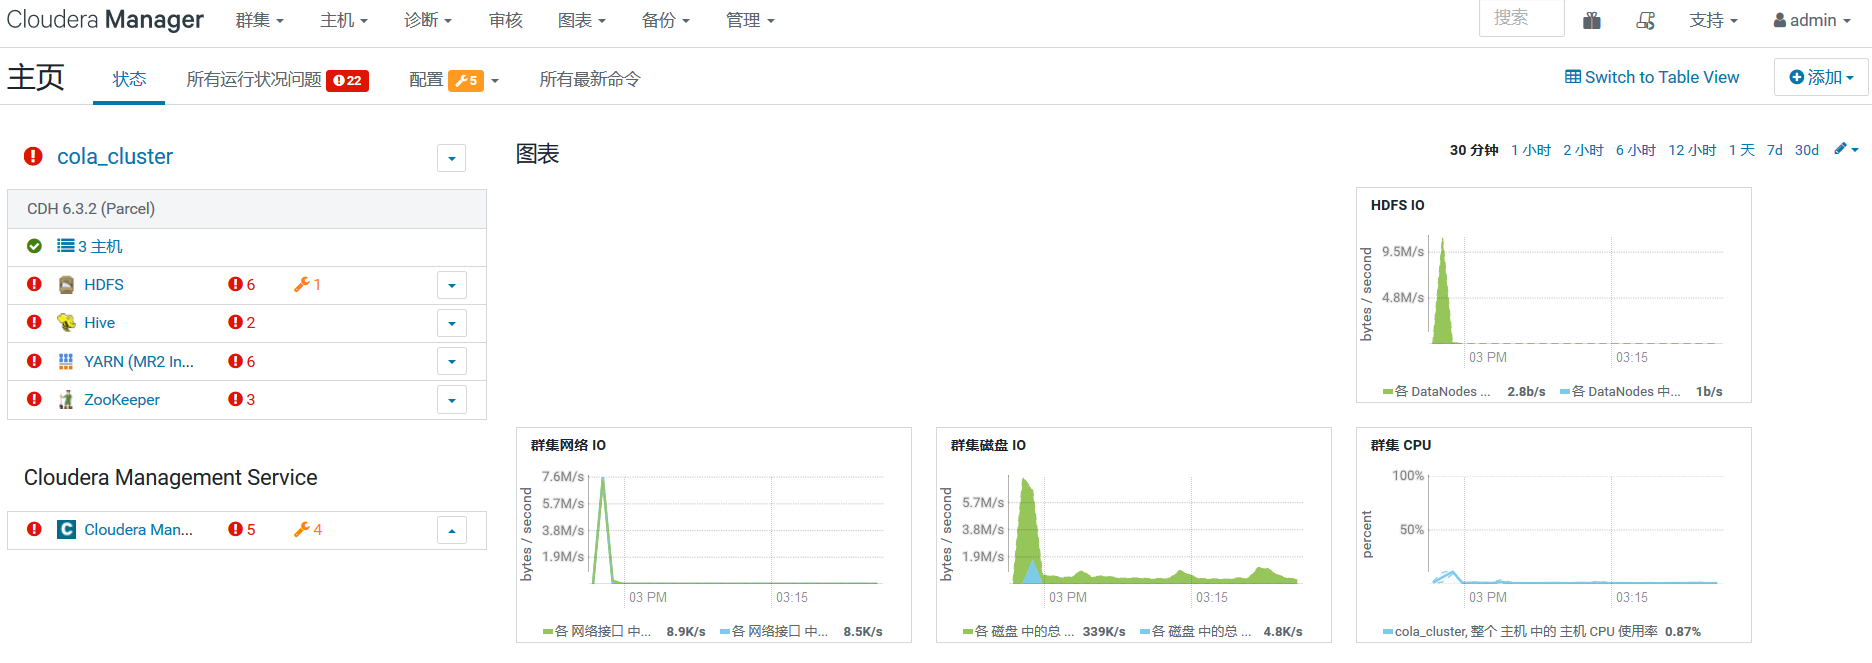 Cloudera Manager 群集 主机 诊断 审核 图表 备份 管理 搜索 支持 admin
主页 状态 所有运行状况问题 22 配置 5 所有最新命令 Switch to Table View 添加
cola_cluster
CDH 6.3.2 (Parcel)
3 主机
HDFS 6 1
Hive 2
YARN (MR2 In... 6
ZooKeeper 3
Cloudera Management Service
Cloudera Man... 5 4
图表
30 分钟 1 小时 2 小时 6 小时 12 小时 1 天 7d 30d
HDFS IO
bytes / second
9.5M/s
4.8M/s
03 PM 03:15
各 DataNodes ... 2.8b/s 各 DataNodes 中... 1b/s
群集网络 IO
bytes / second
7.6M/s
5.7M/s
3.8M/s
1.9M/s
03 PM 03:15
各 网络接口 中... 8.9K/s 各 网络接口 中... 8.5K/s
群集磁盘 IO
bytes / second
5.7M/s
3.8M/s
1.9M/s
03 PM 03:15
各 磁盘 中的总 ... 339K/s 各 磁盘 中的总 ... 4.8K/s
群集 CPU
percent
100%
50%
03 PM 03:15
cola_cluster, 整个 主机 中的 主机 CPU 使用率 0.87%